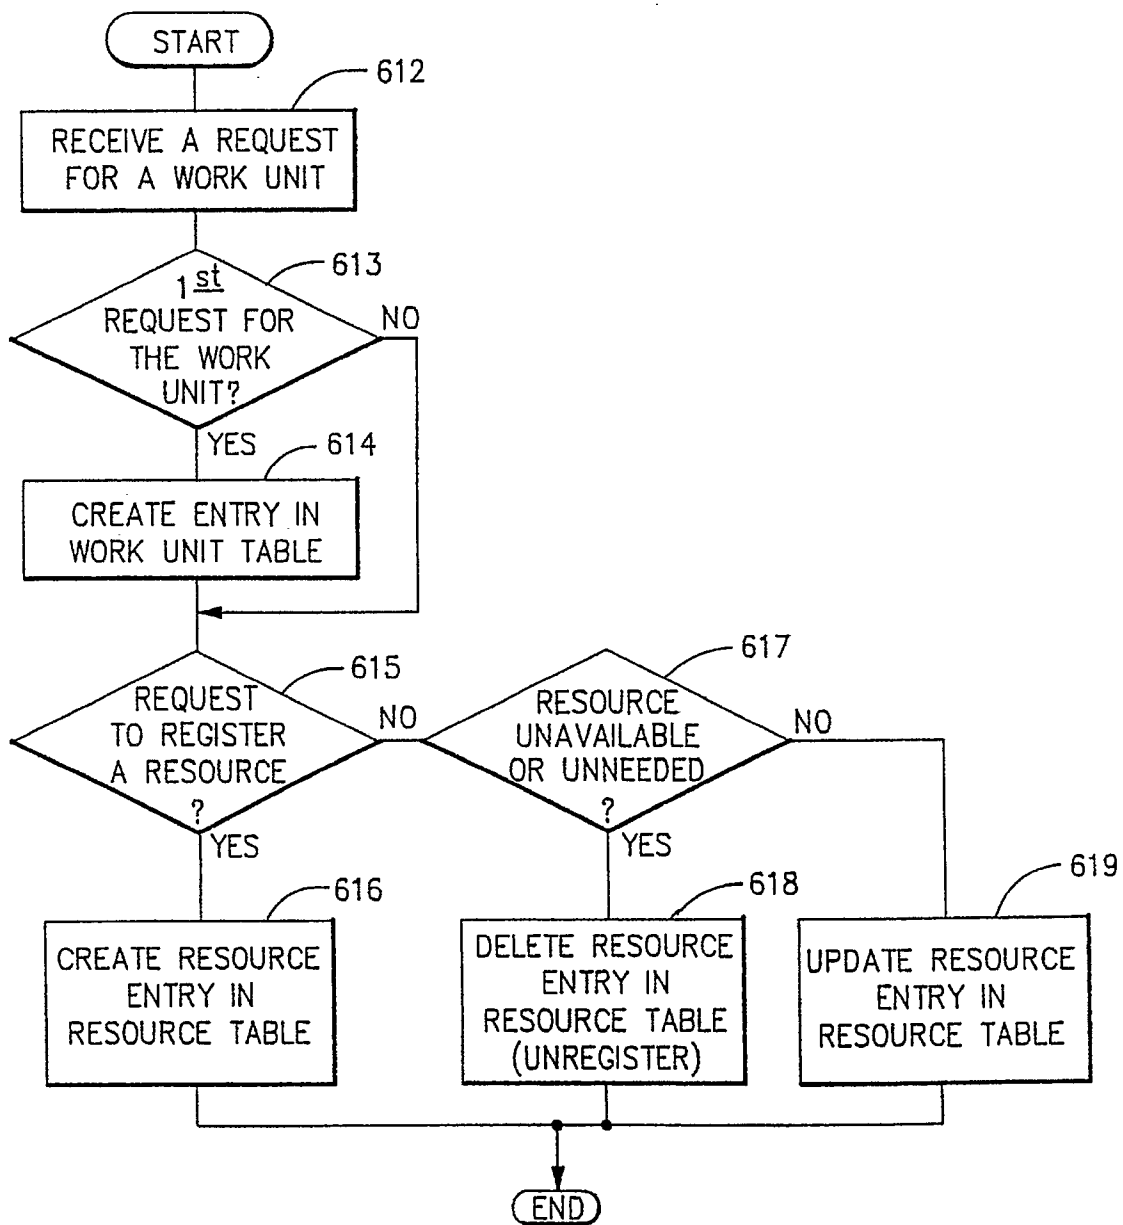 START
612
RECEIVE A REQUEST
FOR A WORK UNIT
613
1st
REQUEST FOR
THE WORK
UNIT?
NO
YES
614
CREATE ENTRY IN
WORK UNIT TABLE
615
REQUEST
TO REGISTER
A RESOURCE
?
NO
YES
617
RESOURCE
UNAVAILABLE
OR UNNEEDED
?
NO
YES
616
CREATE RESOURCE
ENTRY IN
RESOURCE TABLE
618
DELETE RESOURCE
ENTRY IN
RESOURCE TABLE
(UNREGISTER)
619
UPDATE RESOURCE
ENTRY IN
RESOURCE TABLE
END